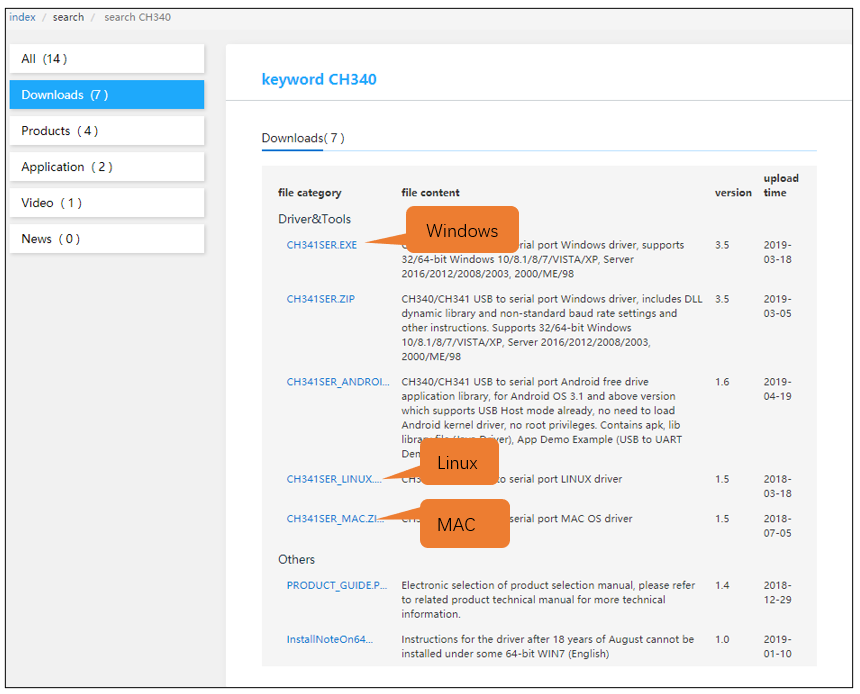 index / search / search CH340
All (14)
Downloads (7)
Products (4)
Application (2)
Video (1)
News (0)
keyword CH340
Downloads(7)
file category file content version upload time
Driver&Tools
CH341SER.EXE serial port Windows driver, supports 3.5 2019-
32/64-bit Windows 10/8.1/8/7/VISTA/XP, Server 03-18
2016/2012/2008/2003, 2000/ME/98
Windows
CH341SER.ZIP CH340/CH341 USB to serial port Windows driver, includes DLL 3.5 2019-
dynamic library and non-standard baud rate settings and 03-05
other instructions. Supports 32/64-bit Windows
10/8.1/8/7/VISTA/XP, Server 2016/2012/2008/2003,
2000/ME/98
CH341SER_ANDROI... CH340/CH341 USB to serial port Android free drive 1.6 2019-
application library, for Android OS 3.1 and above version 04-19
which supports USB Host mode already, no need to load
Android kernel driver, no root privileges. Contains apk, lib
Driver), App Demo Example (USB to UART
Linux
CH341SER_LINUX.... to serial port LINUX driver 1.5 2018-
03-18
CH341SER_MAC.ZI... serial port MAC OS driver 1.5 2018-
07-05
MAC
Others
PRODUCT_GUIDE.P... Electronic selection of product selection manual, please refer 1.4 2018-
to related product technical manual for more technical 12-29
information.
InstallNoteOn64... Instructions for the driver after 18 years of August cannot be 1.0 2019-
installed under some 64-bit WIN7 (English) 01-10